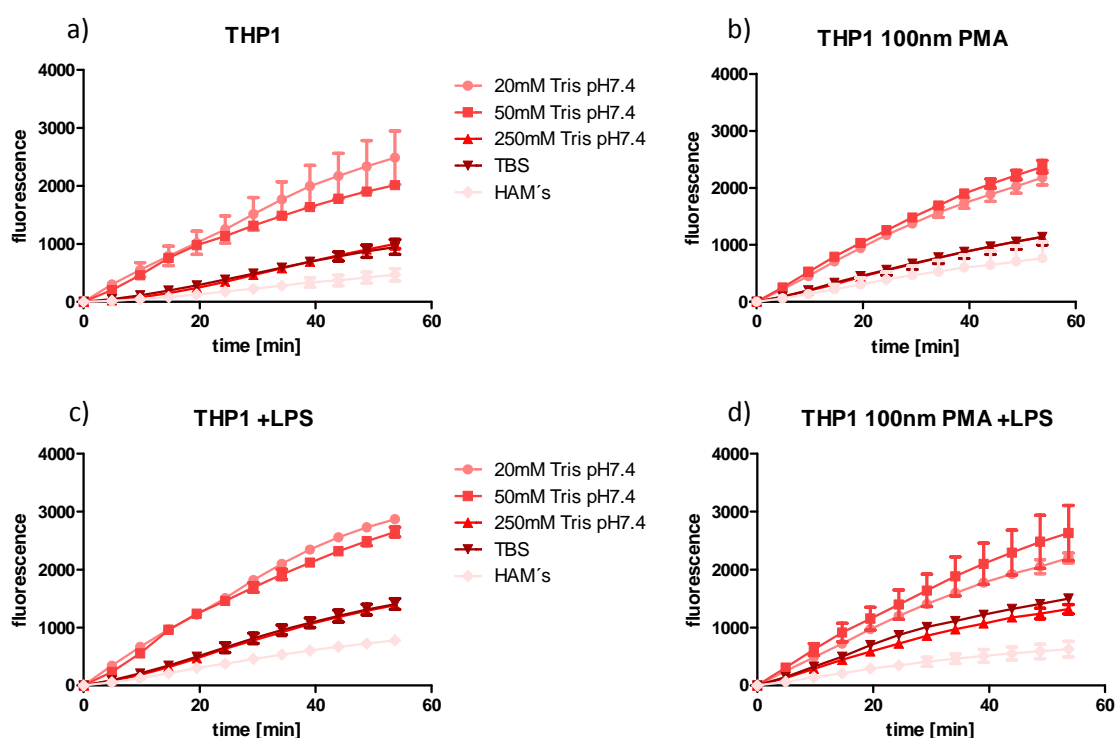 a)
THP1
4000
3000
2000
1000
0
fluorescence
0 20 40 60
time [min]
20mM Tris pH7.4
50mM Tris pH7.4
250mM Tris pH7.4
TBS
HAM´s
b)
THP1 100nm PMA
4000
3000
2000
1000
0
fluorescence
0 20 40 60
time [min]
c)
THP1 +LPS
4000
3000
2000
1000
0
fluorescence
0 20 40 60
time [min]
20mM Tris pH7.4
50mM Tris pH7.4
250mM Tris pH7.4
TBS
HAM´s
d)
THP1 100nm PMA +LPS
4000
3000
2000
1000
0
fluorescence
0 20 40 60
time [min]